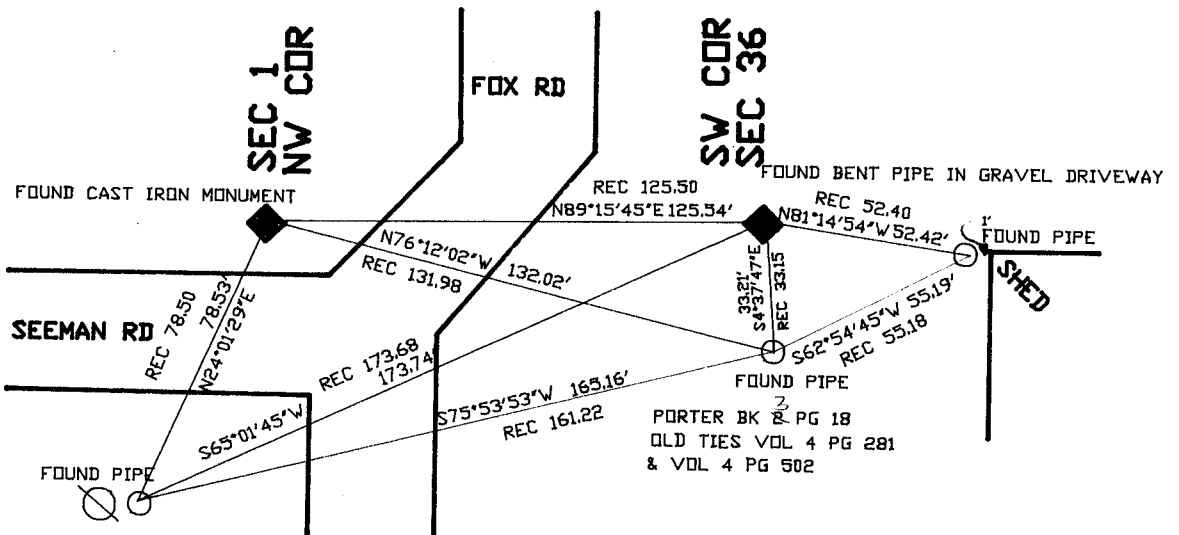 SEC 1
NW COR
FOX RD
SW COR
SEC 36
FOUND CAST IRON MONUMENT
FOUND BENT PIPE IN GRAVEL DRIVEWAY
REC 125.50
N89°15'45"E 125.54'
REC 52.40
N81°14'54"W 52.42'
1'
FOUND PIPE
SHED
N76°12'02"W 132.02'
REC 131.98
33.21'
S4°37'47"E
REC 33.15
S62°54'45"W 55.19'
REC 55.18
SEEMAN RD
REC 78.50
78.53'
N24°01'29"E
REC 173.68
173.74
S65°01'45"W
S75°53'53"W 165.16'
REC 161.22
FOUND PIPE
FOUND PIPE
3
PORTER BK 2 PG 18
OLD TIES VOL 4 PG 281
& VOL 4 PG 502